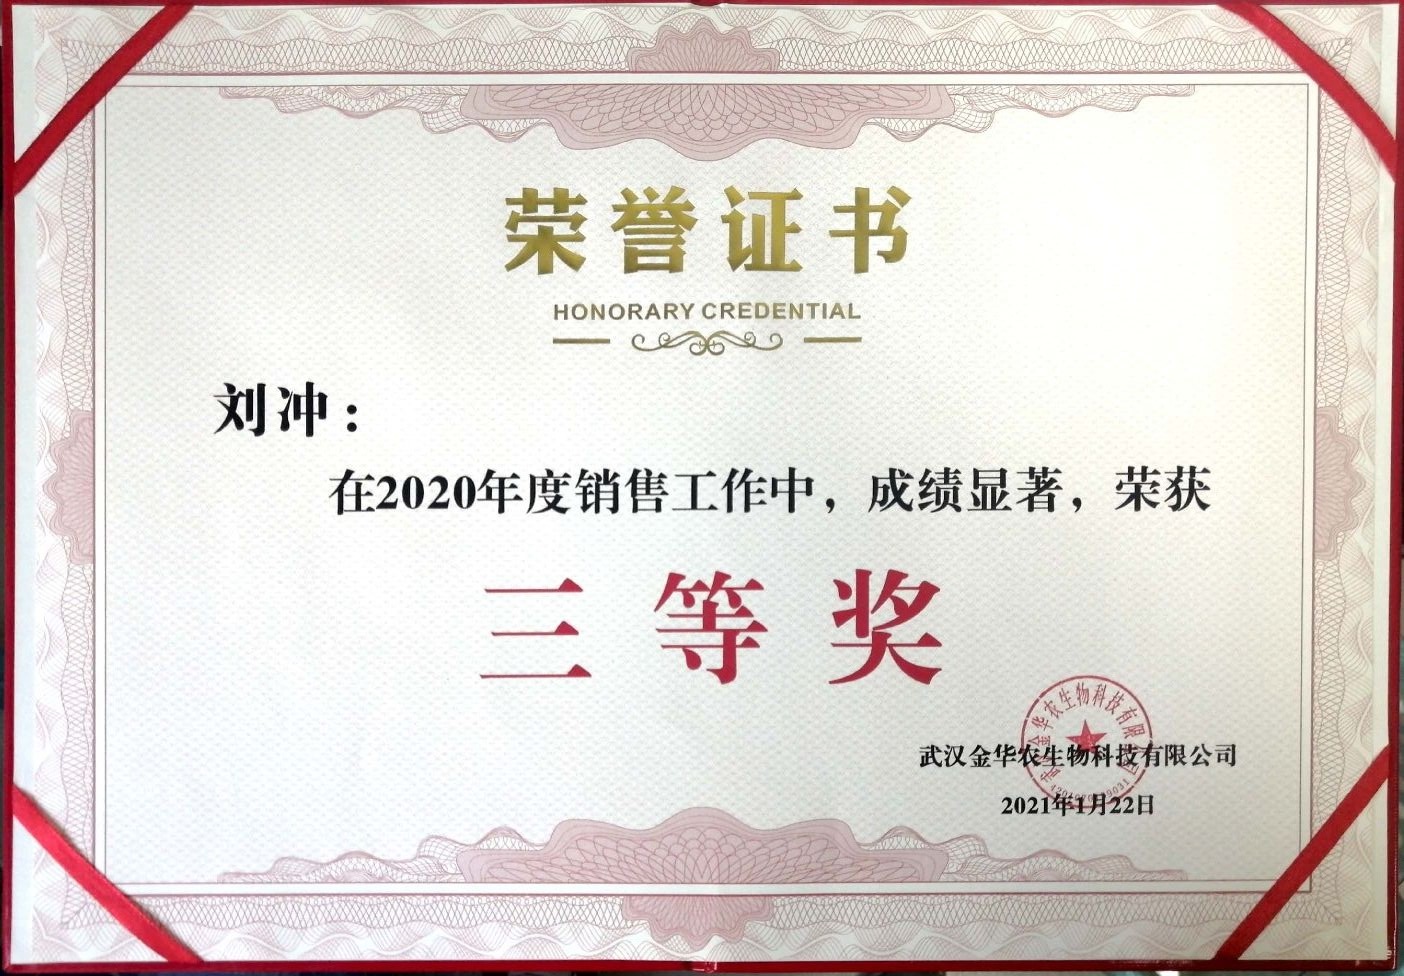 荣誉证书
HONORARY CREDENTIAL
刘冲：
在2020年度销售工作中，成绩显著，荣获
三等奖
武汉金华农生物科技有限公司
2021年1月22日